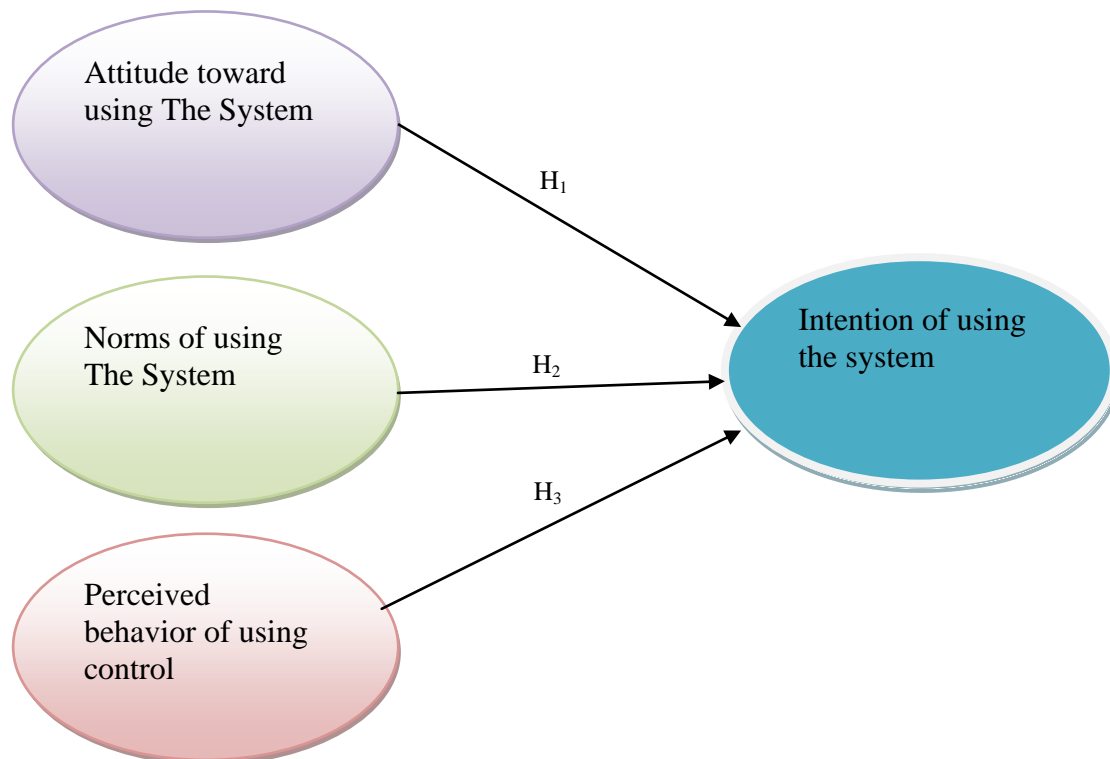 Attitude toward
using The System
H₁
Norms of using
The System
H₂
Intention of using
the system
H₃
Perceived
behavior of using
control